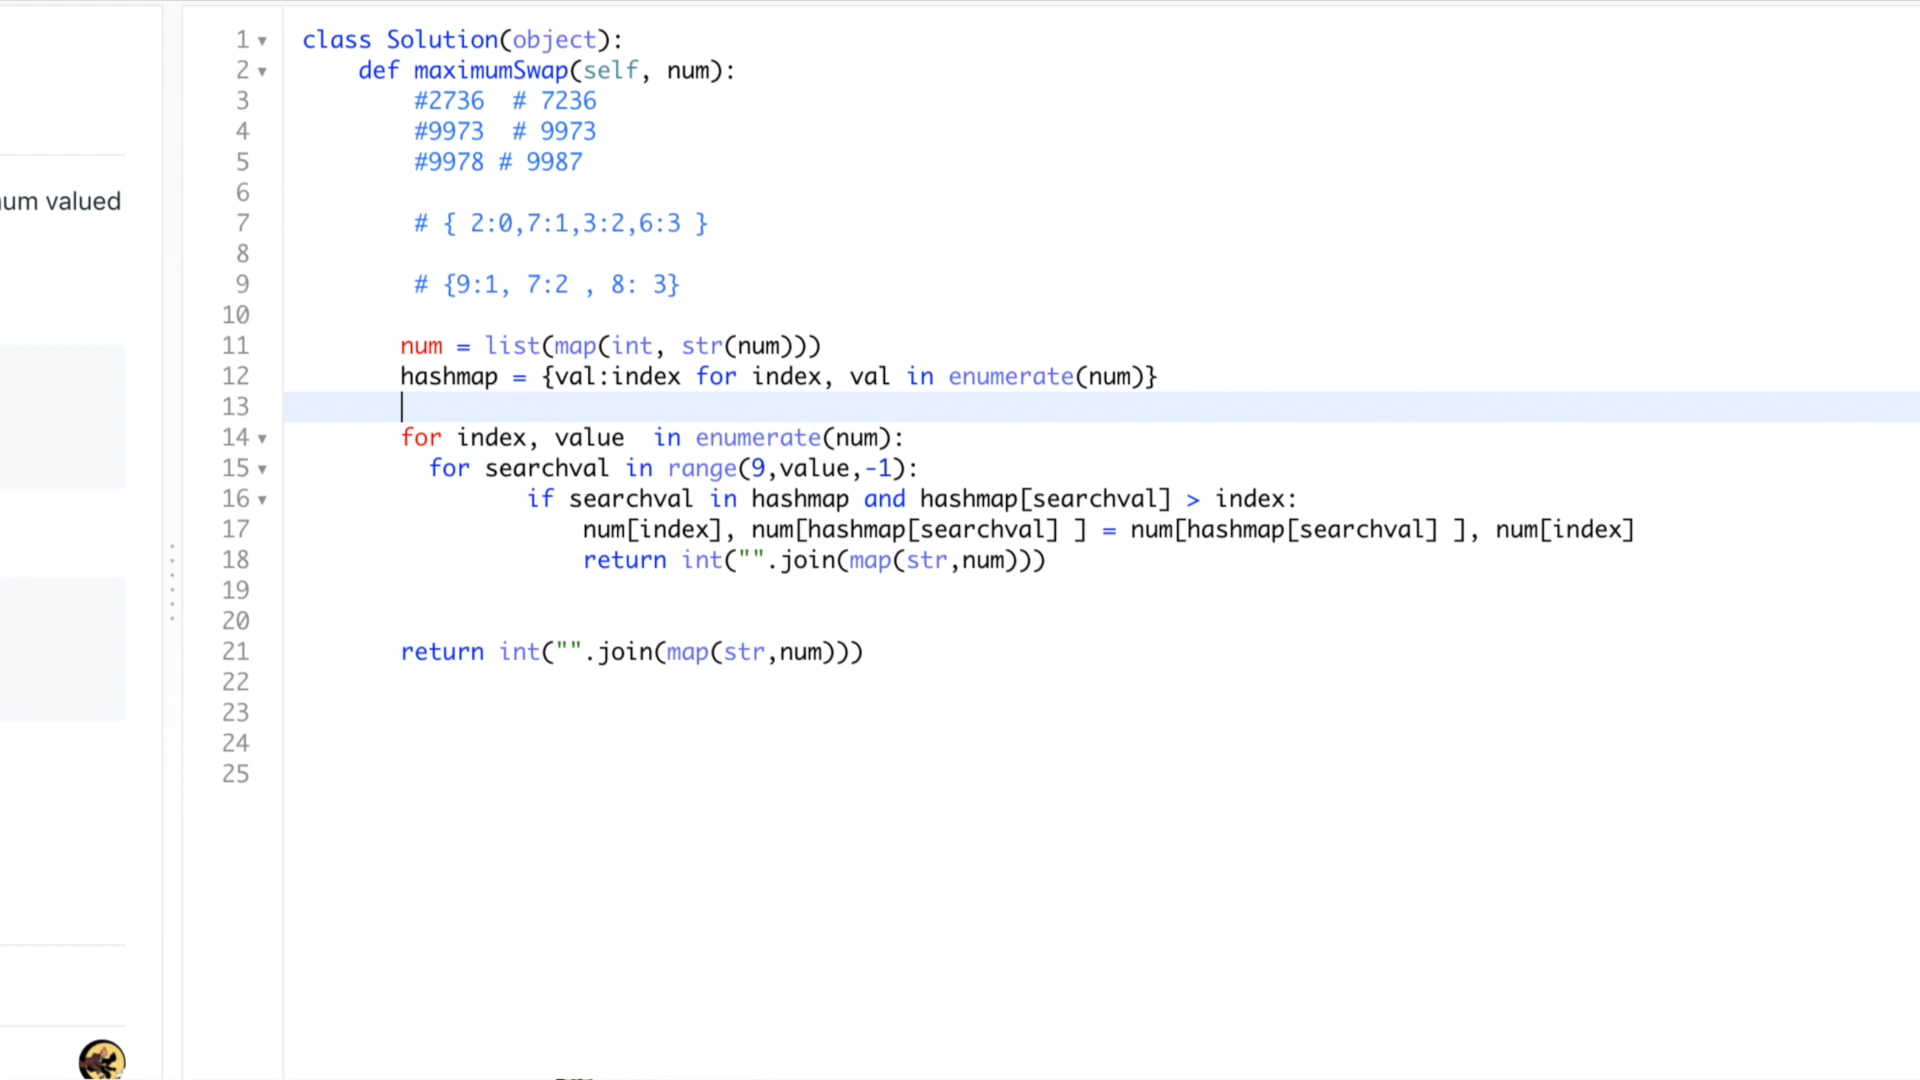 1 class Solution(object):
2 def maximumSwap(self, num):
3 #2736 # 7236
4 #9973 # 9973
5 #9978 # 9987
6
7 # { 2:0,7:1,3:2,6:3 }
8
9 # {9:1, 7:2 , 8: 3}
10
11 num = list(map(int, str(num)))
12 hashmap = {val:index for index, val in enumerate(num)}
13
14 for index, value in enumerate(num):
15 for searchval in range(9,value,-1):
16 if searchval in hashmap and hashmap[searchval] > index:
17 num[index], num[hashmap[searchval] ] = num[hashmap[searchval] ], num[index]
18 return int("".join(map(str,num)))
19
20
21 return int("".join(map(str,num)))
22
23
24
25
valued